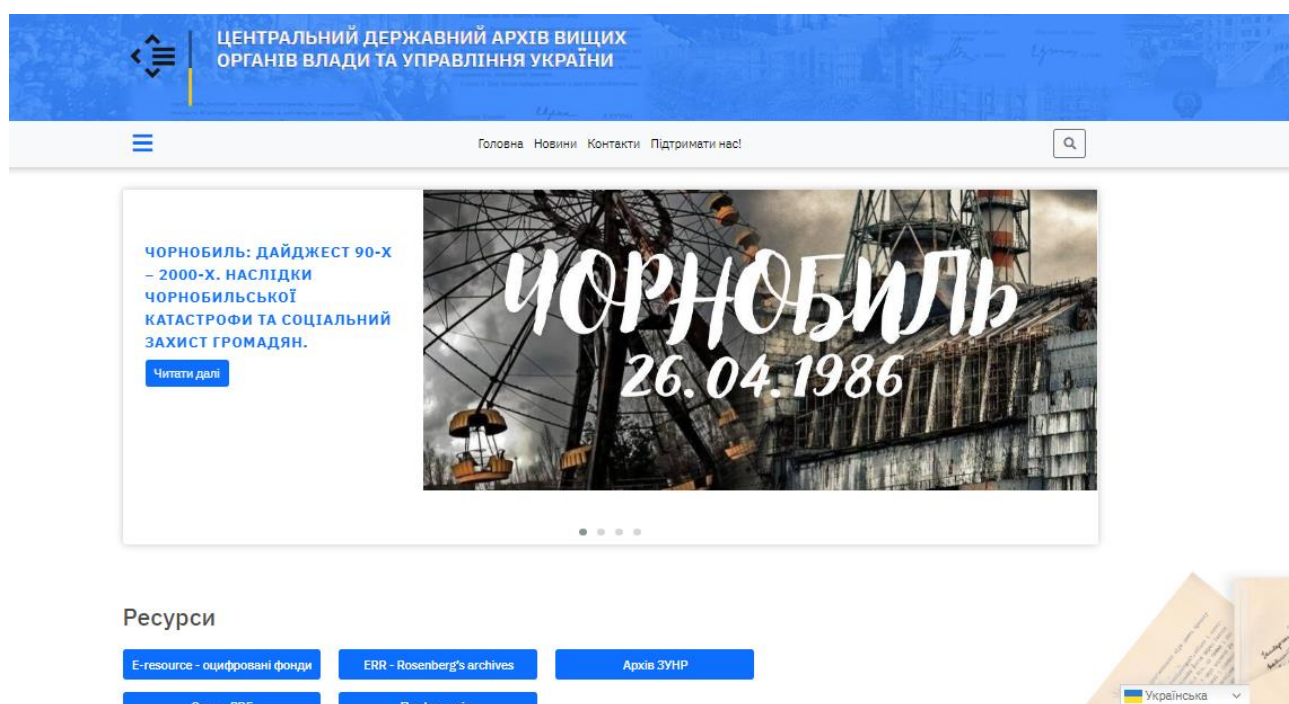 ЦЕНТРАЛЬНИЙ ДЕРЖАВНИЙ АРХІВ ВИЩИХ
ОРГАНІВ ВЛАДИ ТА УПРАВЛІННЯ УКРАЇНИ
Головна Новини Контакти Підтримати нас!
ЧОРНОБИЛЬ: ДАЙДЖЕСТ 90-Х
– 2000-Х. НАСЛІДКИ
ЧОРНОБИЛЬСЬКОЇ
КАТАСТРОФИ ТА СОЦІАЛЬНИЙ
ЗАХИСТ ГРОМАДЯН.
Читати далі
ЧОРНОБИЛЬ
26.04.1986
Ресурси
E-resource - оцифровані фонди
ERR - Rosenberg's archives
Архів ЗУНР
Українська